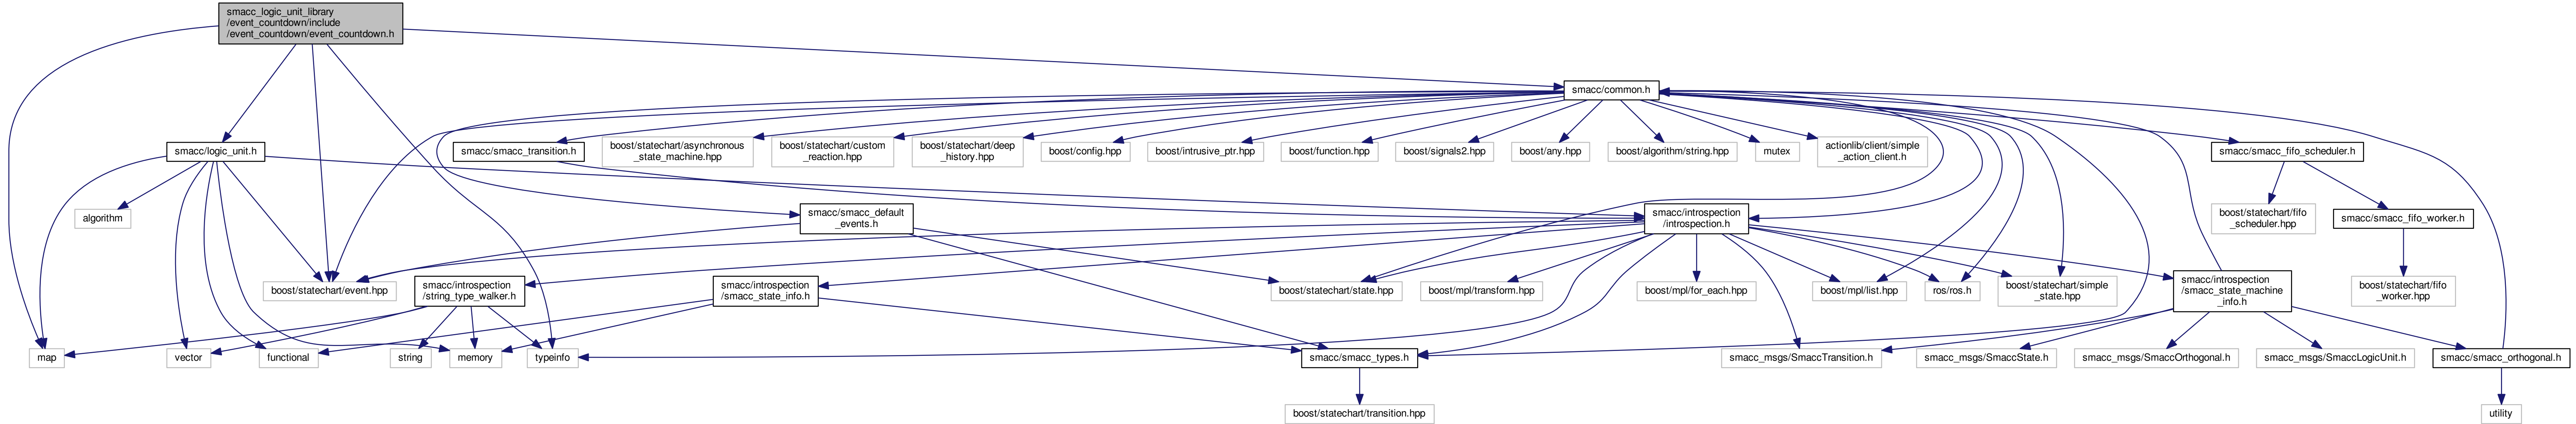 smacc_logic_unit_library
/event_countdown/include
/event_countdown/event_countdown.h
smacc/common.h
smacc/logic_unit.h
smacc/smacc_transition.h
boost/statechart/asynchronous
_state_machine.hpp
boost/statechart/custom
_reaction.hpp
boost/statechart/deep
_history.hpp
boost/config.hpp
boost/intrusive_ptr.hpp
boost/function.hpp
boost/signals2.hpp
boost/any.hpp
boost/algorithm/string.hpp
mutex
actionlib/client/simple
_action_client.h
smacc/smacc_fifo_scheduler.h
algorithm
smacc/smacc_default
_events.h
smacc/introspection
/introspection.h
boost/statechart/fifo
_scheduler.hpp
smacc/smacc_fifo_worker.h
boost/statechart/event.hpp
smacc/introspection
/string_type_walker.h
smacc/introspection
/smacc_state_info.h
boost/statechart/state.hpp
boost/mpl/transform.hpp
boost/mpl/for_each.hpp
boost/mpl/list.hpp
ros/ros.h
boost/statechart/simple
_state.hpp
smacc/introspection
/smacc_state_machine
_info.h
boost/statechart/fifo
_worker.hpp
map
vector
functional
string
memory
typeinfo
smacc/smacc_types.h
smacc_msgs/SmaccTransition.h
smacc_msgs/SmaccState.h
smacc_msgs/SmaccOrthogonal.h
smacc_msgs/SmaccLogicUnit.h
smacc/smacc_orthogonal.h
boost/statechart/transition.hpp
utility